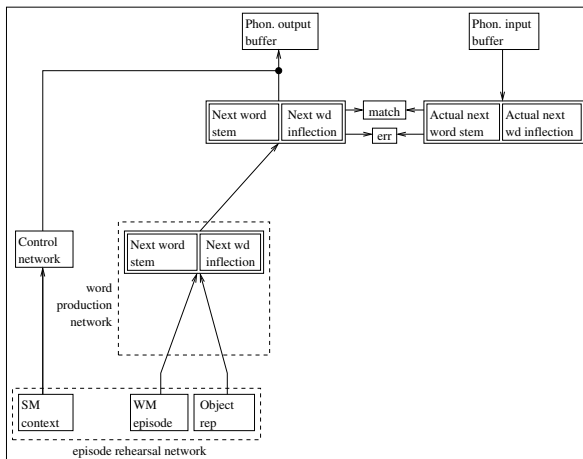 Phon. output
buffer
Phon. input
buffer
Next word
stem
Next wd
inflection
match
err
Actual next
word stem
Actual next
wd inflection
Control
network
Next word
stem
Next wd
inflection
word
production
network
SM
context
WM
episode
Object
rep
episode rehearsal network